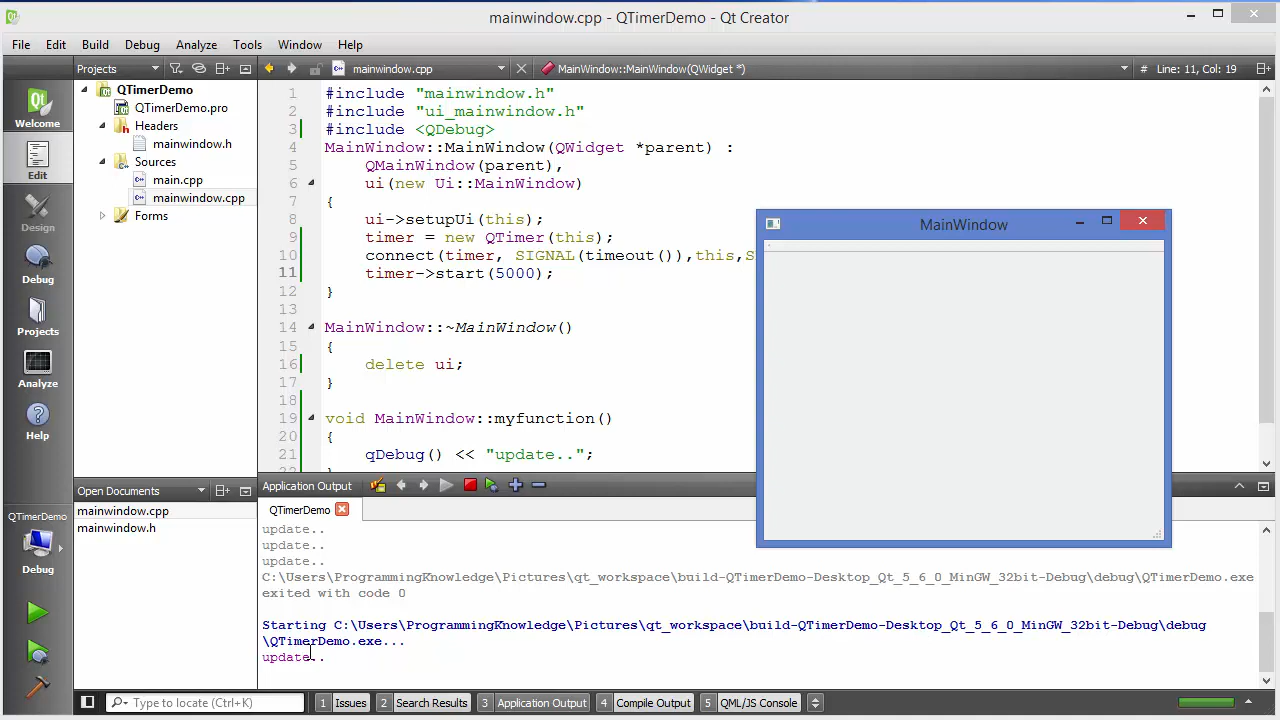 mainwindow.cpp - QTimerDemo - Qt Creator
File Edit Build Debug Analyze Tools Window Help
Projects mainwindow.cpp MainWindow::MainWindow(QWidget *) # Line: 11, Col: 19
Welcome
Edit
Design
Debug
Projects
Analyze
Help
QTimerDemo
Debug
QTimerDemo
QTimerDemo.pro
Headers
mainwindow.h
Sources
main.cpp
mainwindow.cpp
Forms
Open Documents
mainwindow.cpp
mainwindow.h
1 #include "mainwindow.h"
2 #include "ui_mainwindow.h"
3 #include <QDebug>
4 MainWindow::MainWindow(QWidget *parent) :
5 QMainWindow(parent),
6 ui(new Ui::MainWindow)
7 {
8 ui->setupUi(this);
9 timer = new QTimer(this);
10 connect(timer, SIGNAL(timeout()),this,S
11 timer->start(5000);
12 }
13
14 MainWindow::~MainWindow()
15 {
16 delete ui;
17 }
18
19 void MainWindow::myfunction()
20 {
21 qDebug() << "update..";
22 }
MainWindow
Application Output
QTimerDemo
update..
update..
update..
C:\Users\ProgrammingKnowledge\Pictures\qt_workspace\build-QTimerDemo-Desktop_Qt_5_6_0_MinGW_32bit-Debug\debug\QTimerDemo.exe
exited with code 0
Starting C:\Users\ProgrammingKnowledge\Pictures\qt_workspace\build-QTimerDemo-Desktop_Qt_5_6_0_MinGW_32bit-Debug\debug
\QTimerDemo.exe...
update..
Type to locate (Ctrl+K) 1 Issues 2 Search Results 3 Application Output 4 Compile Output 5 QML/JS Console